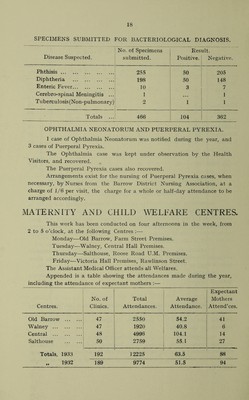 18
SPECIMENS SUBMITTED FOR BACTERIOLOGICAL DIAGNOSIS.
Disease Suspected. No. of Specimens submitted. Result. Positive. Negative.
Phthisis ... ... ... ... ... 255 50 205
Diphtheria ... ... ... ... 198 50 148
Enteric Fever... ... ... ... 10 3 7
Cerebro-spinal Meningitis ... 1 ... 1
Tuberculosis (Non-pulmonary) 2 1 1
Totals ... 466 104 362
OPHTHALMIA NEONATORUM AND PUERPERAL PYREXIA.
1 case of Ophthalmia Neonatorum was notified during the year, and
3 cases of Puerperal Pyrexia.
The Ophthalmia case was kept under observation by the Health
Visitors, and recovered.
The Puerperal Pyrexia cases also recovered.
Arrangements exist for the nursing of Puerperal Pyrexia cases, when
necessary, by Nurses from the Barrow District Nursing Association, at a
charge of 1/6 per visit, the charge for a whole or half-day attendance to be
arranged accordingly.
MATERNITY AND CHILD WELFARE CENTRES.
This work has been conducted on four afternoons in the week, from
2 to 5 o'clock, at the following Centres :—
Monday—Old Barrow, Farm Street Premises.
Tuesday—Walney, Central Hall Premises.
Thursday—Salthouse, Roose Road U.M. Premises.
Friday—Victoria Hall Premises, Rawlinson Street.
The Assistant Medical Officer attends all Welfares.
Appended is a table showing the attendances made during the year,
including the attendance of expectant mothers :—
Centres. No. of Clinics. Total Attendances. Average Attendance. Expectant Mothers Attend'ces.
Old Barrow ... ... 47 2550 54.2 41
Walney ... ... 47 1920 40.8 6
Central ... ... 48 4996 104.1 14
Salthouse ... ... 50 2759 55.1 27
Totals, 1933 192 12225 63.5 88
„ 1932 189 9774 51.5 94